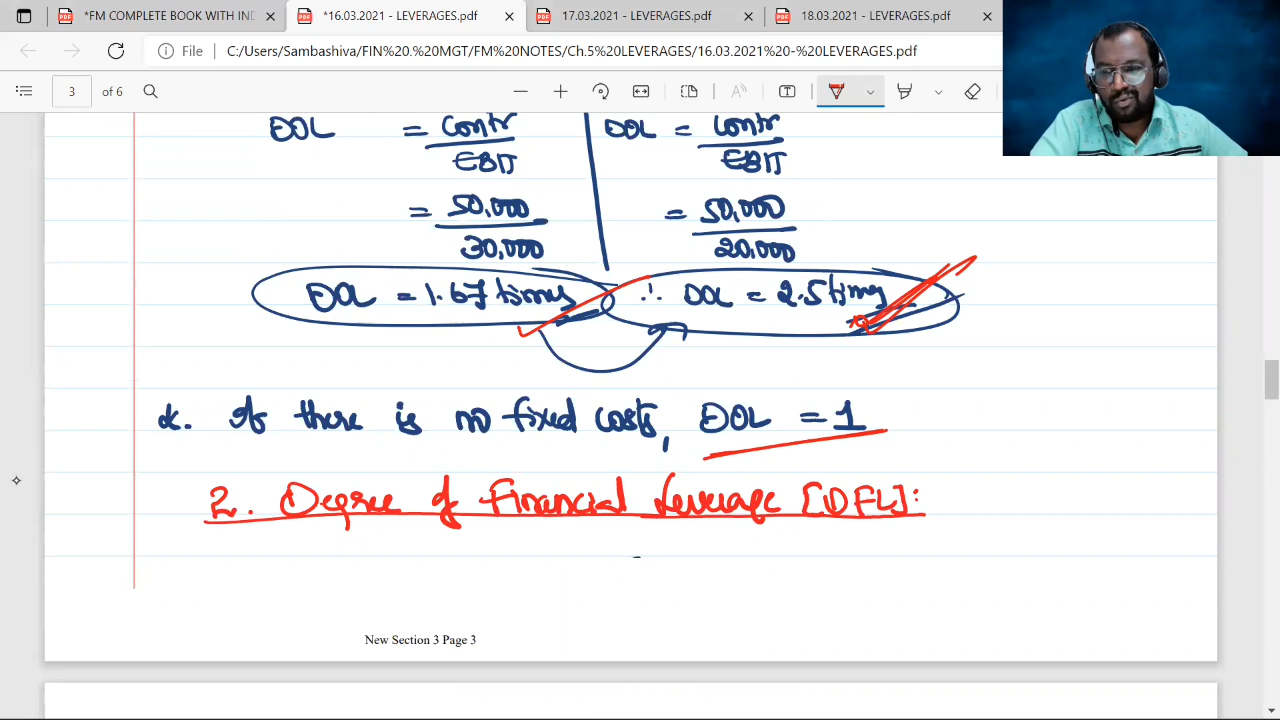 *FM COMPLETE BOOK WITH IND
*16.03.2021 - LEVERAGES.pdf
17.03.2021 - LEVERAGES.pdf
18.03.2021 - LEVERAGES.pdf
File C:/Users/Sambashiva/FIN%20.%20MGT/FM%20NOTES/Ch.5%20LEVERAGES/16.03.2021%20-%20LEVERAGES.pdf
3 of 6
DOL = Contr / EBIT
DOL = Contr / EBIT
= 50,000 / 30,000
= 50,000 / 20,000
DOL = 1.67 times
∴ DOL = 2.5 times
If there is no fixed costs, DOL = 1
2. Degree of Financial Leverage [DFL]:
New Section 3 Page 3